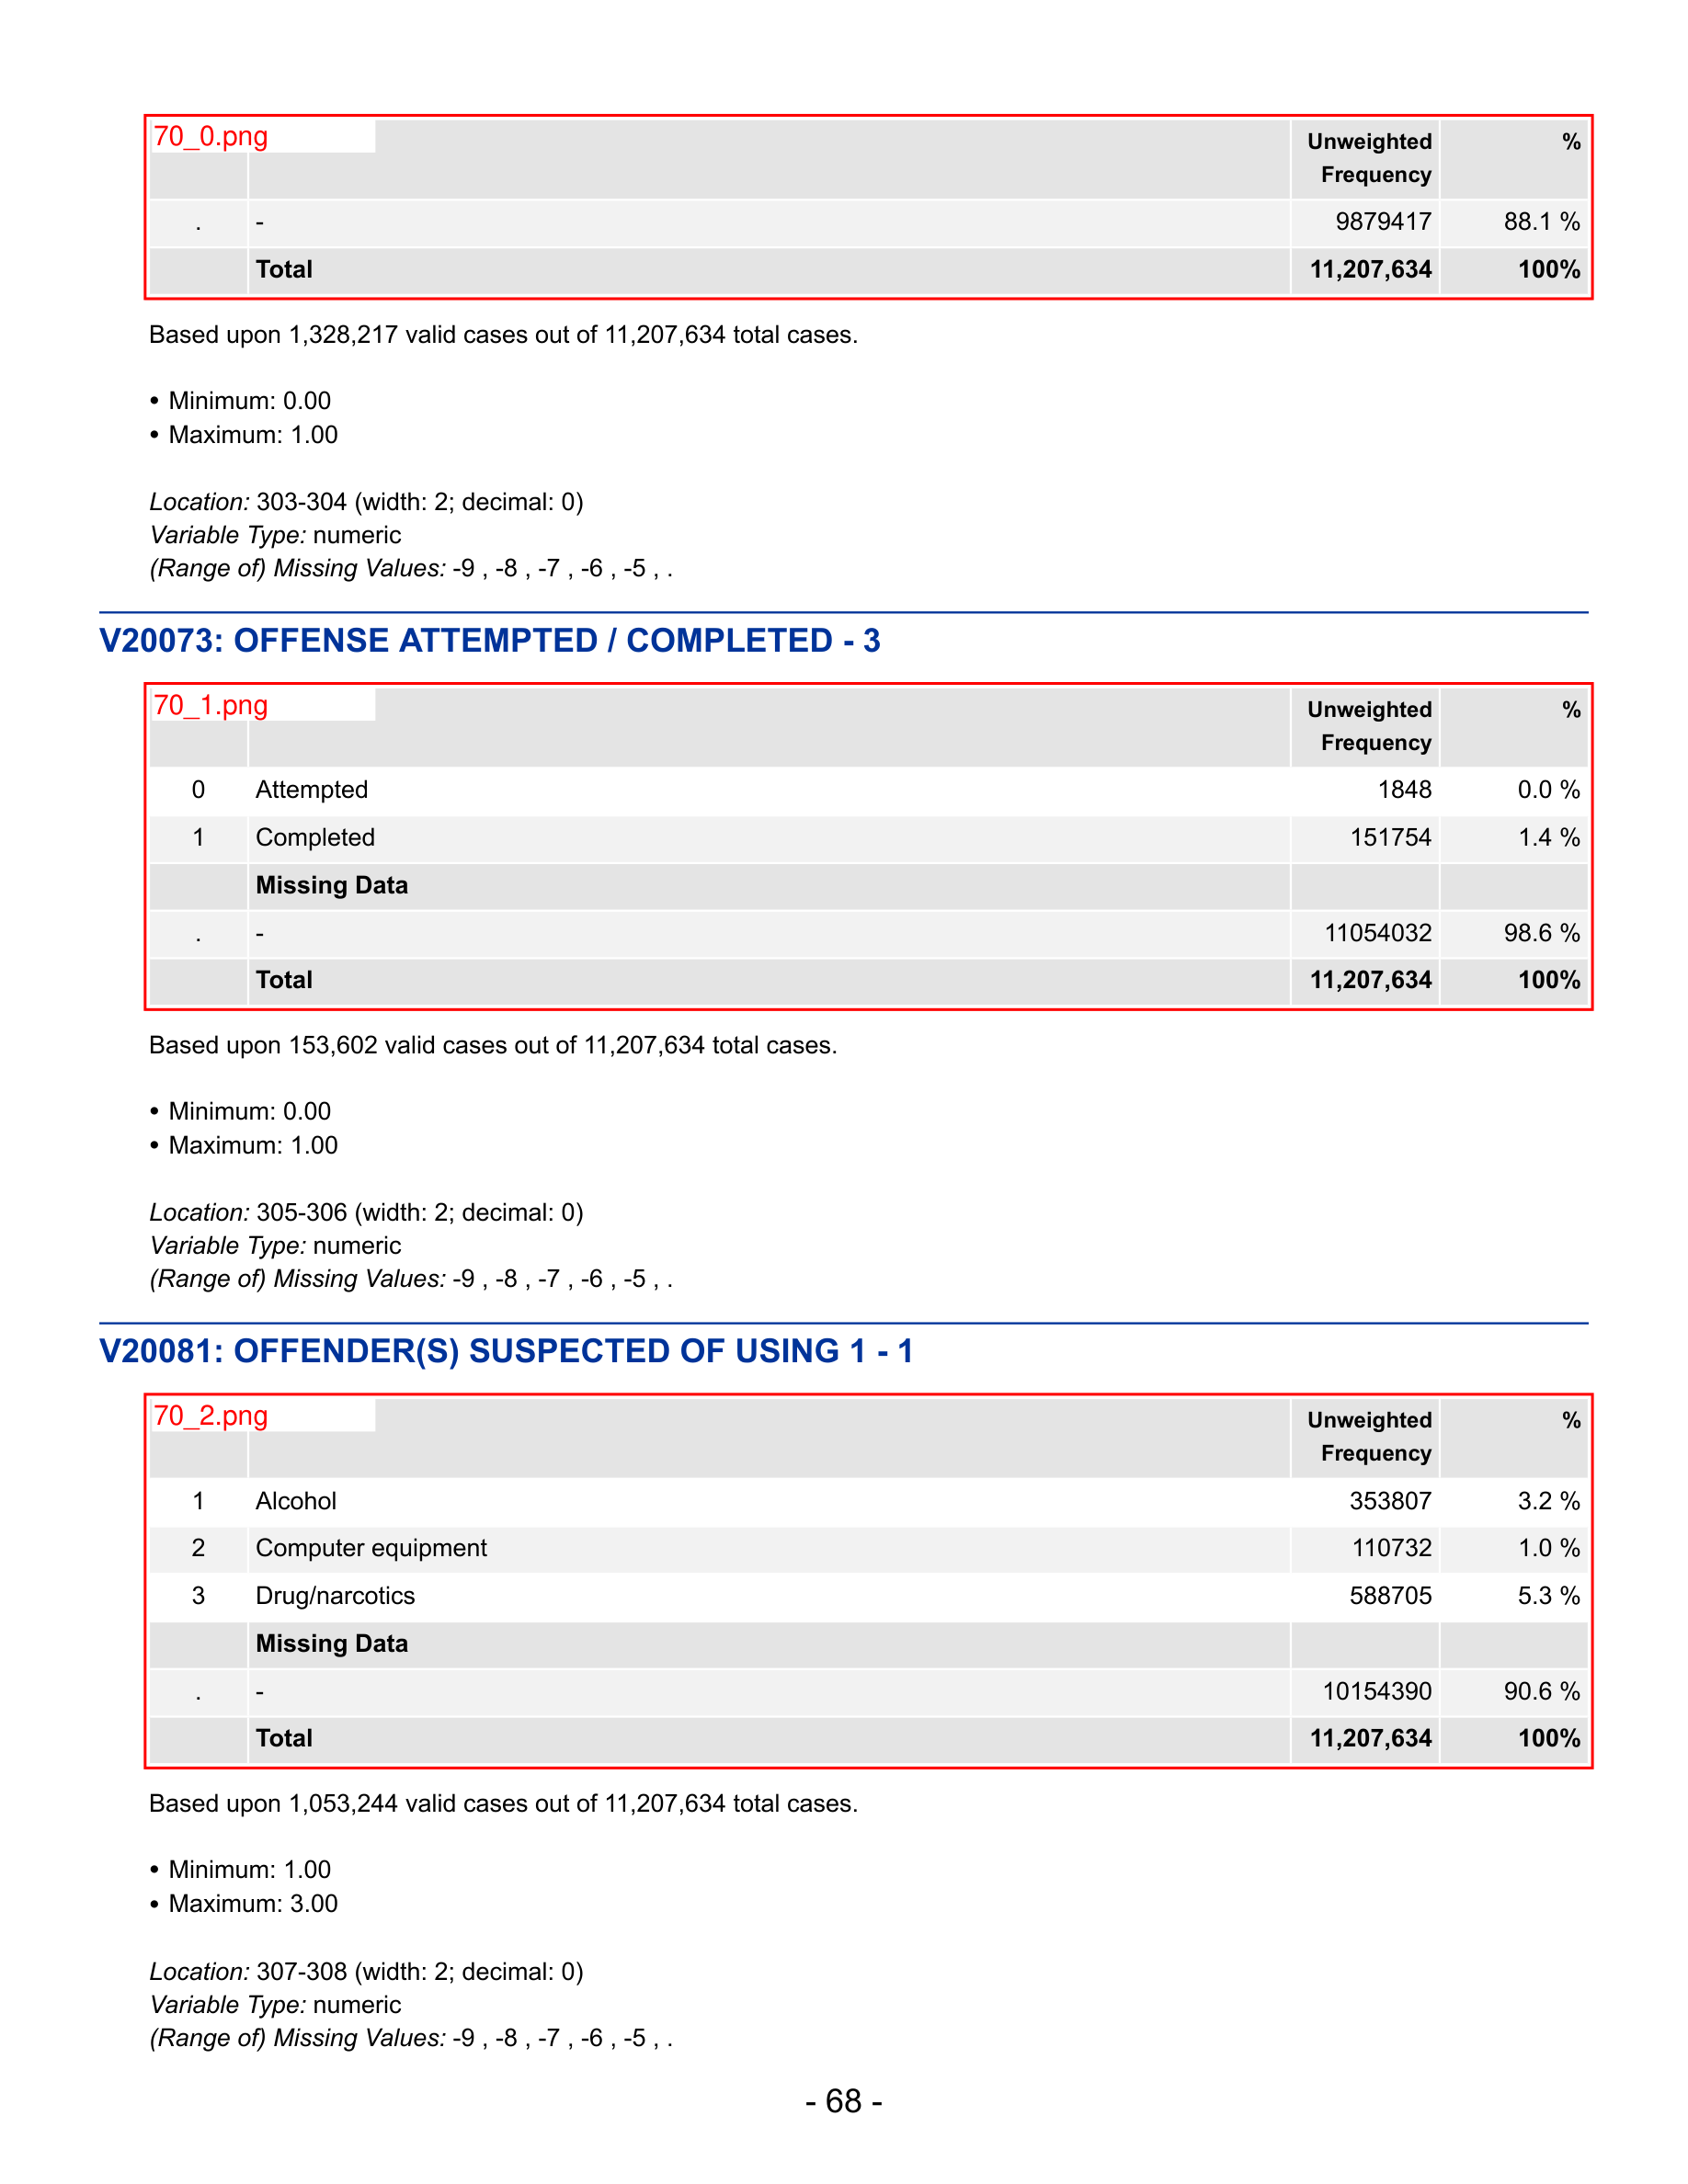 70_0.png
Unweighted Frequency %
. - 9879417 88.1 %
Total 11,207,634 100%
Based upon 1,328,217 valid cases out of 11,207,634 total cases.
• Minimum: 0.00
• Maximum: 1.00
Location: 303-304 (width: 2; decimal: 0)
Variable Type: numeric
(Range of) Missing Values: -9 , -8 , -7 , -6 , -5 , .
V20073: OFFENSE ATTEMPTED / COMPLETED - 3
70_1.png
Unweighted Frequency %
0 Attempted 1848 0.0 %
1 Completed 151754 1.4 %
Missing Data
. - 11054032 98.6 %
Total 11,207,634 100%
Based upon 153,602 valid cases out of 11,207,634 total cases.
• Minimum: 0.00
• Maximum: 1.00
Location: 305-306 (width: 2; decimal: 0)
Variable Type: numeric
(Range of) Missing Values: -9 , -8 , -7 , -6 , -5 , .
V20081: OFFENDER(S) SUSPECTED OF USING 1 - 1
70_2.png
Unweighted Frequency %
1 Alcohol 353807 3.2 %
2 Computer equipment 110732 1.0 %
3 Drug/narcotics 588705 5.3 %
Missing Data
. - 10154390 90.6 %
Total 11,207,634 100%
Based upon 1,053,244 valid cases out of 11,207,634 total cases.
• Minimum: 1.00
• Maximum: 3.00
Location: 307-308 (width: 2; decimal: 0)
Variable Type: numeric
(Range of) Missing Values: -9 , -8 , -7 , -6 , -5 , .
- 68 -